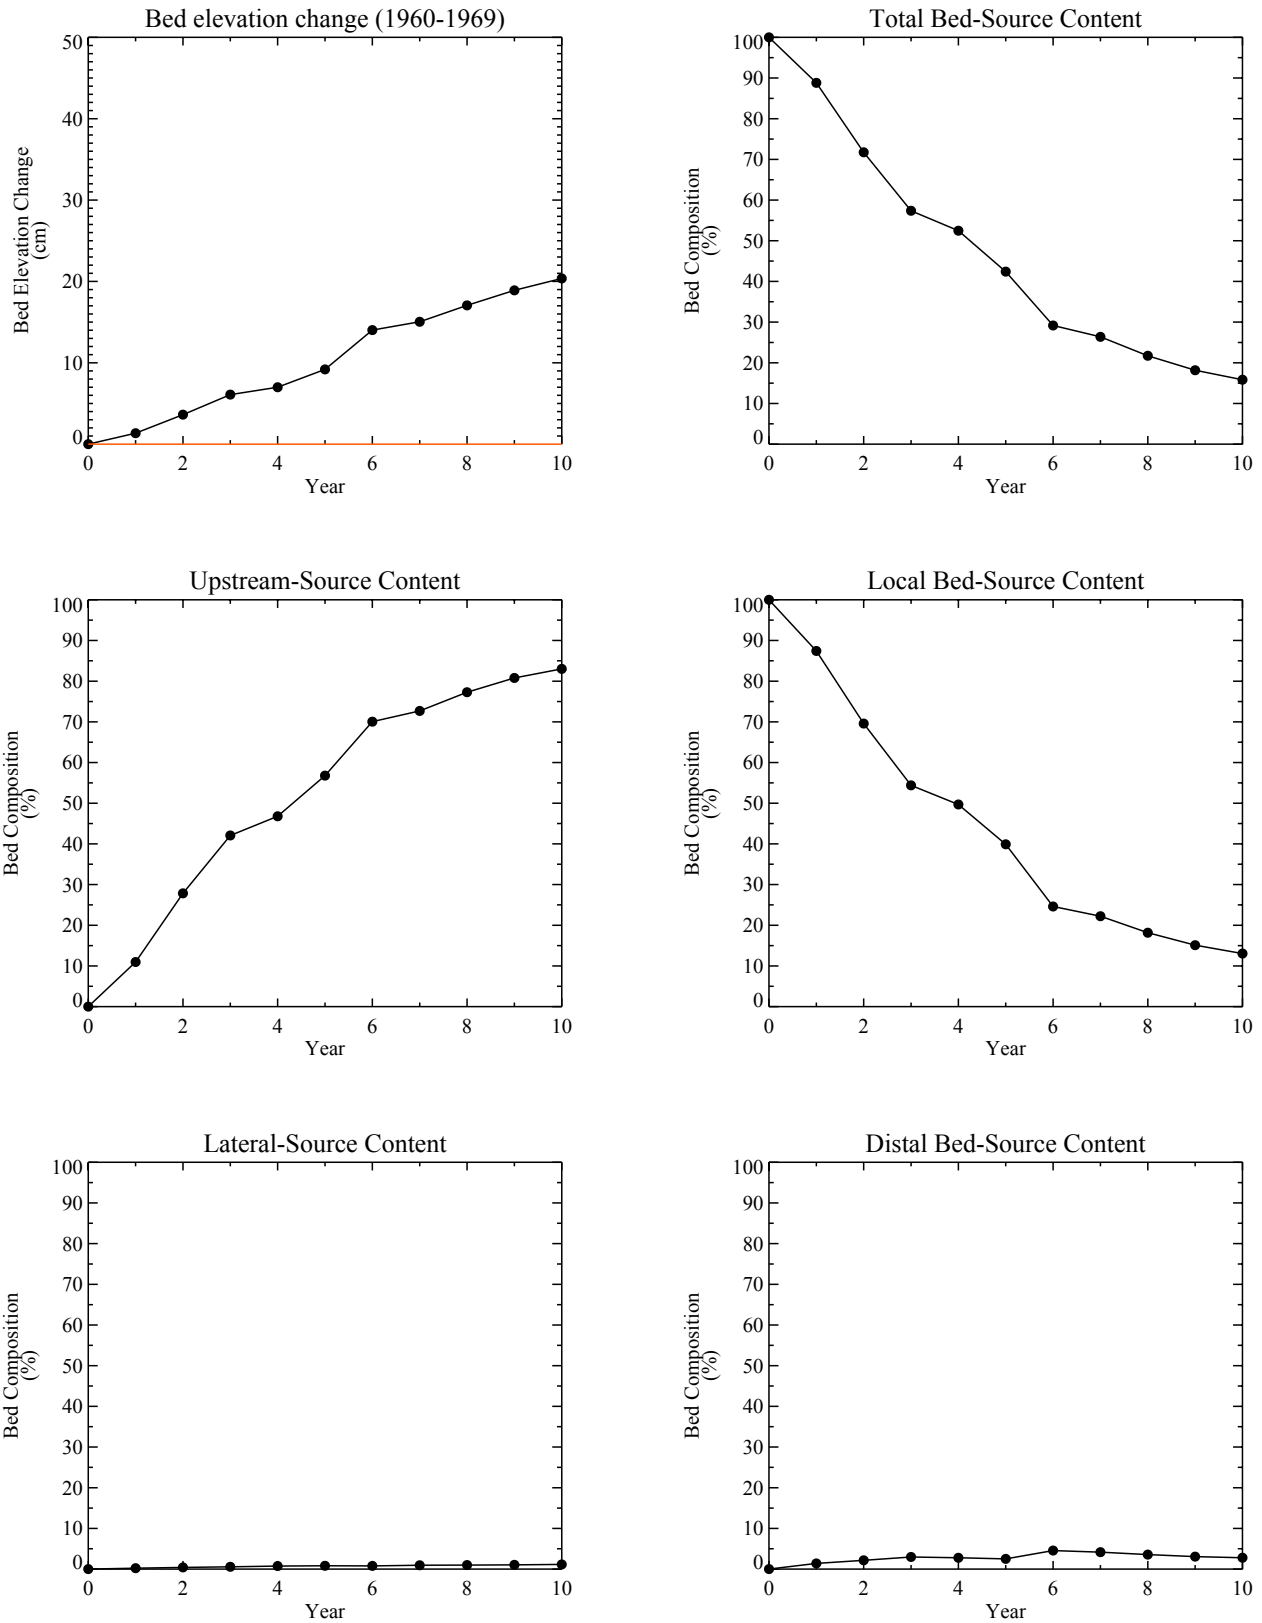 Bed elevation change (1960-1969)
50
40
30
20
10
0
Bed Elevation Change
(cm)
0 2 4 6 8 10
Year
Total Bed-Source Content
100
90
80
70
60
50
40
30
20
10
0
Bed Composition
(%)
0 2 4 6 8 10
Year
Upstream-Source Content
100
90
80
70
60
50
40
30
20
10
0
Bed Composition
(%)
0 2 4 6 8 10
Year
Local Bed-Source Content
100
90
80
70
60
50
40
30
20
10
0
Bed Composition
(%)
0 2 4 6 8 10
Year
Lateral-Source Content
100
90
80
70
60
50
40
30
20
10
0
Bed Composition
(%)
0 2 4 6 8 10
Year
Distal Bed-Source Content
100
90
80
70
60
50
40
30
20
10
0
Bed Composition
(%)
0 2 4 6 8 10
Year